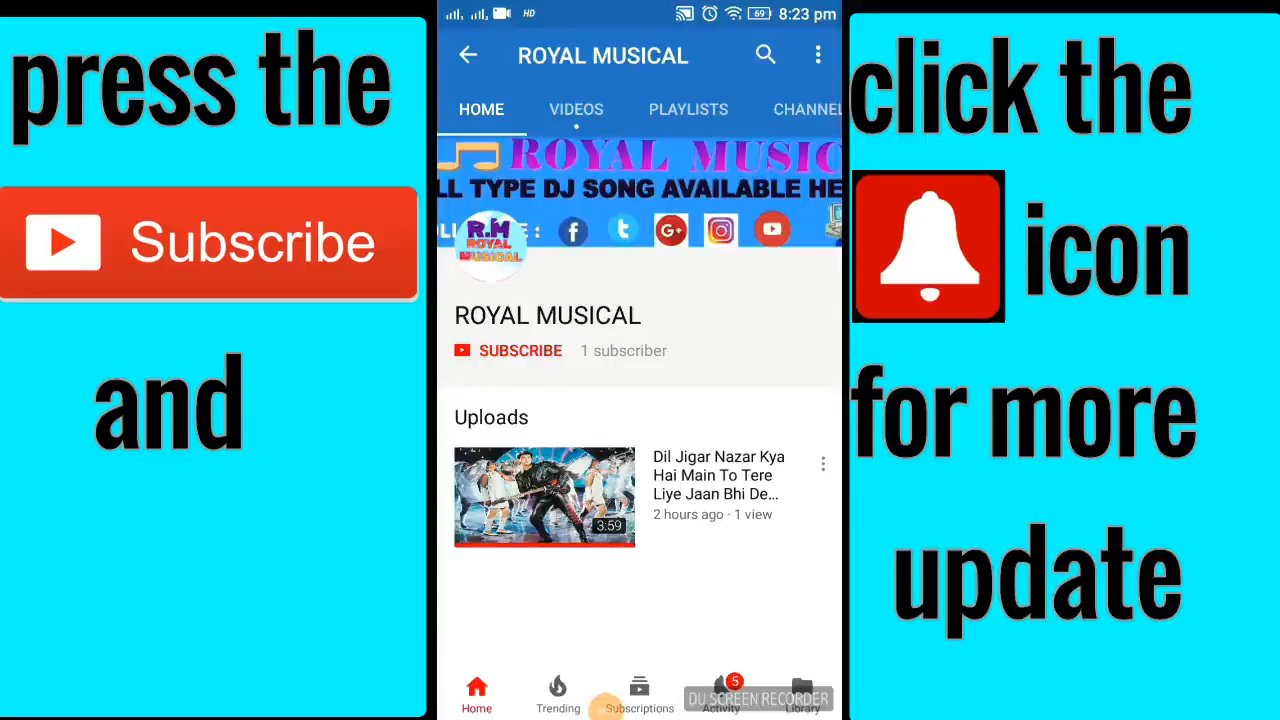 press the
Subscribe
and
HD
69
8:23 pm
ROYAL MUSICAL
HOME
VIDEOS
PLAYLISTS
CHANNEL
ROYAL MUSIC
LL TYPE DJ SONG AVAILABLE HE
E :
R.M
ROYAL
MUSICAL
ROYAL MUSICAL
SUBSCRIBE
1 subscriber
Uploads
Dil Jigar Nazar Kya
Hai Main To Tere
Liye Jaan Bhi De...
2 hours ago · 1 view
3:59
Home
Trending
Subscriptions
5
Activity
Library
DU SCREEN RECORDER
click the
icon
for more
update